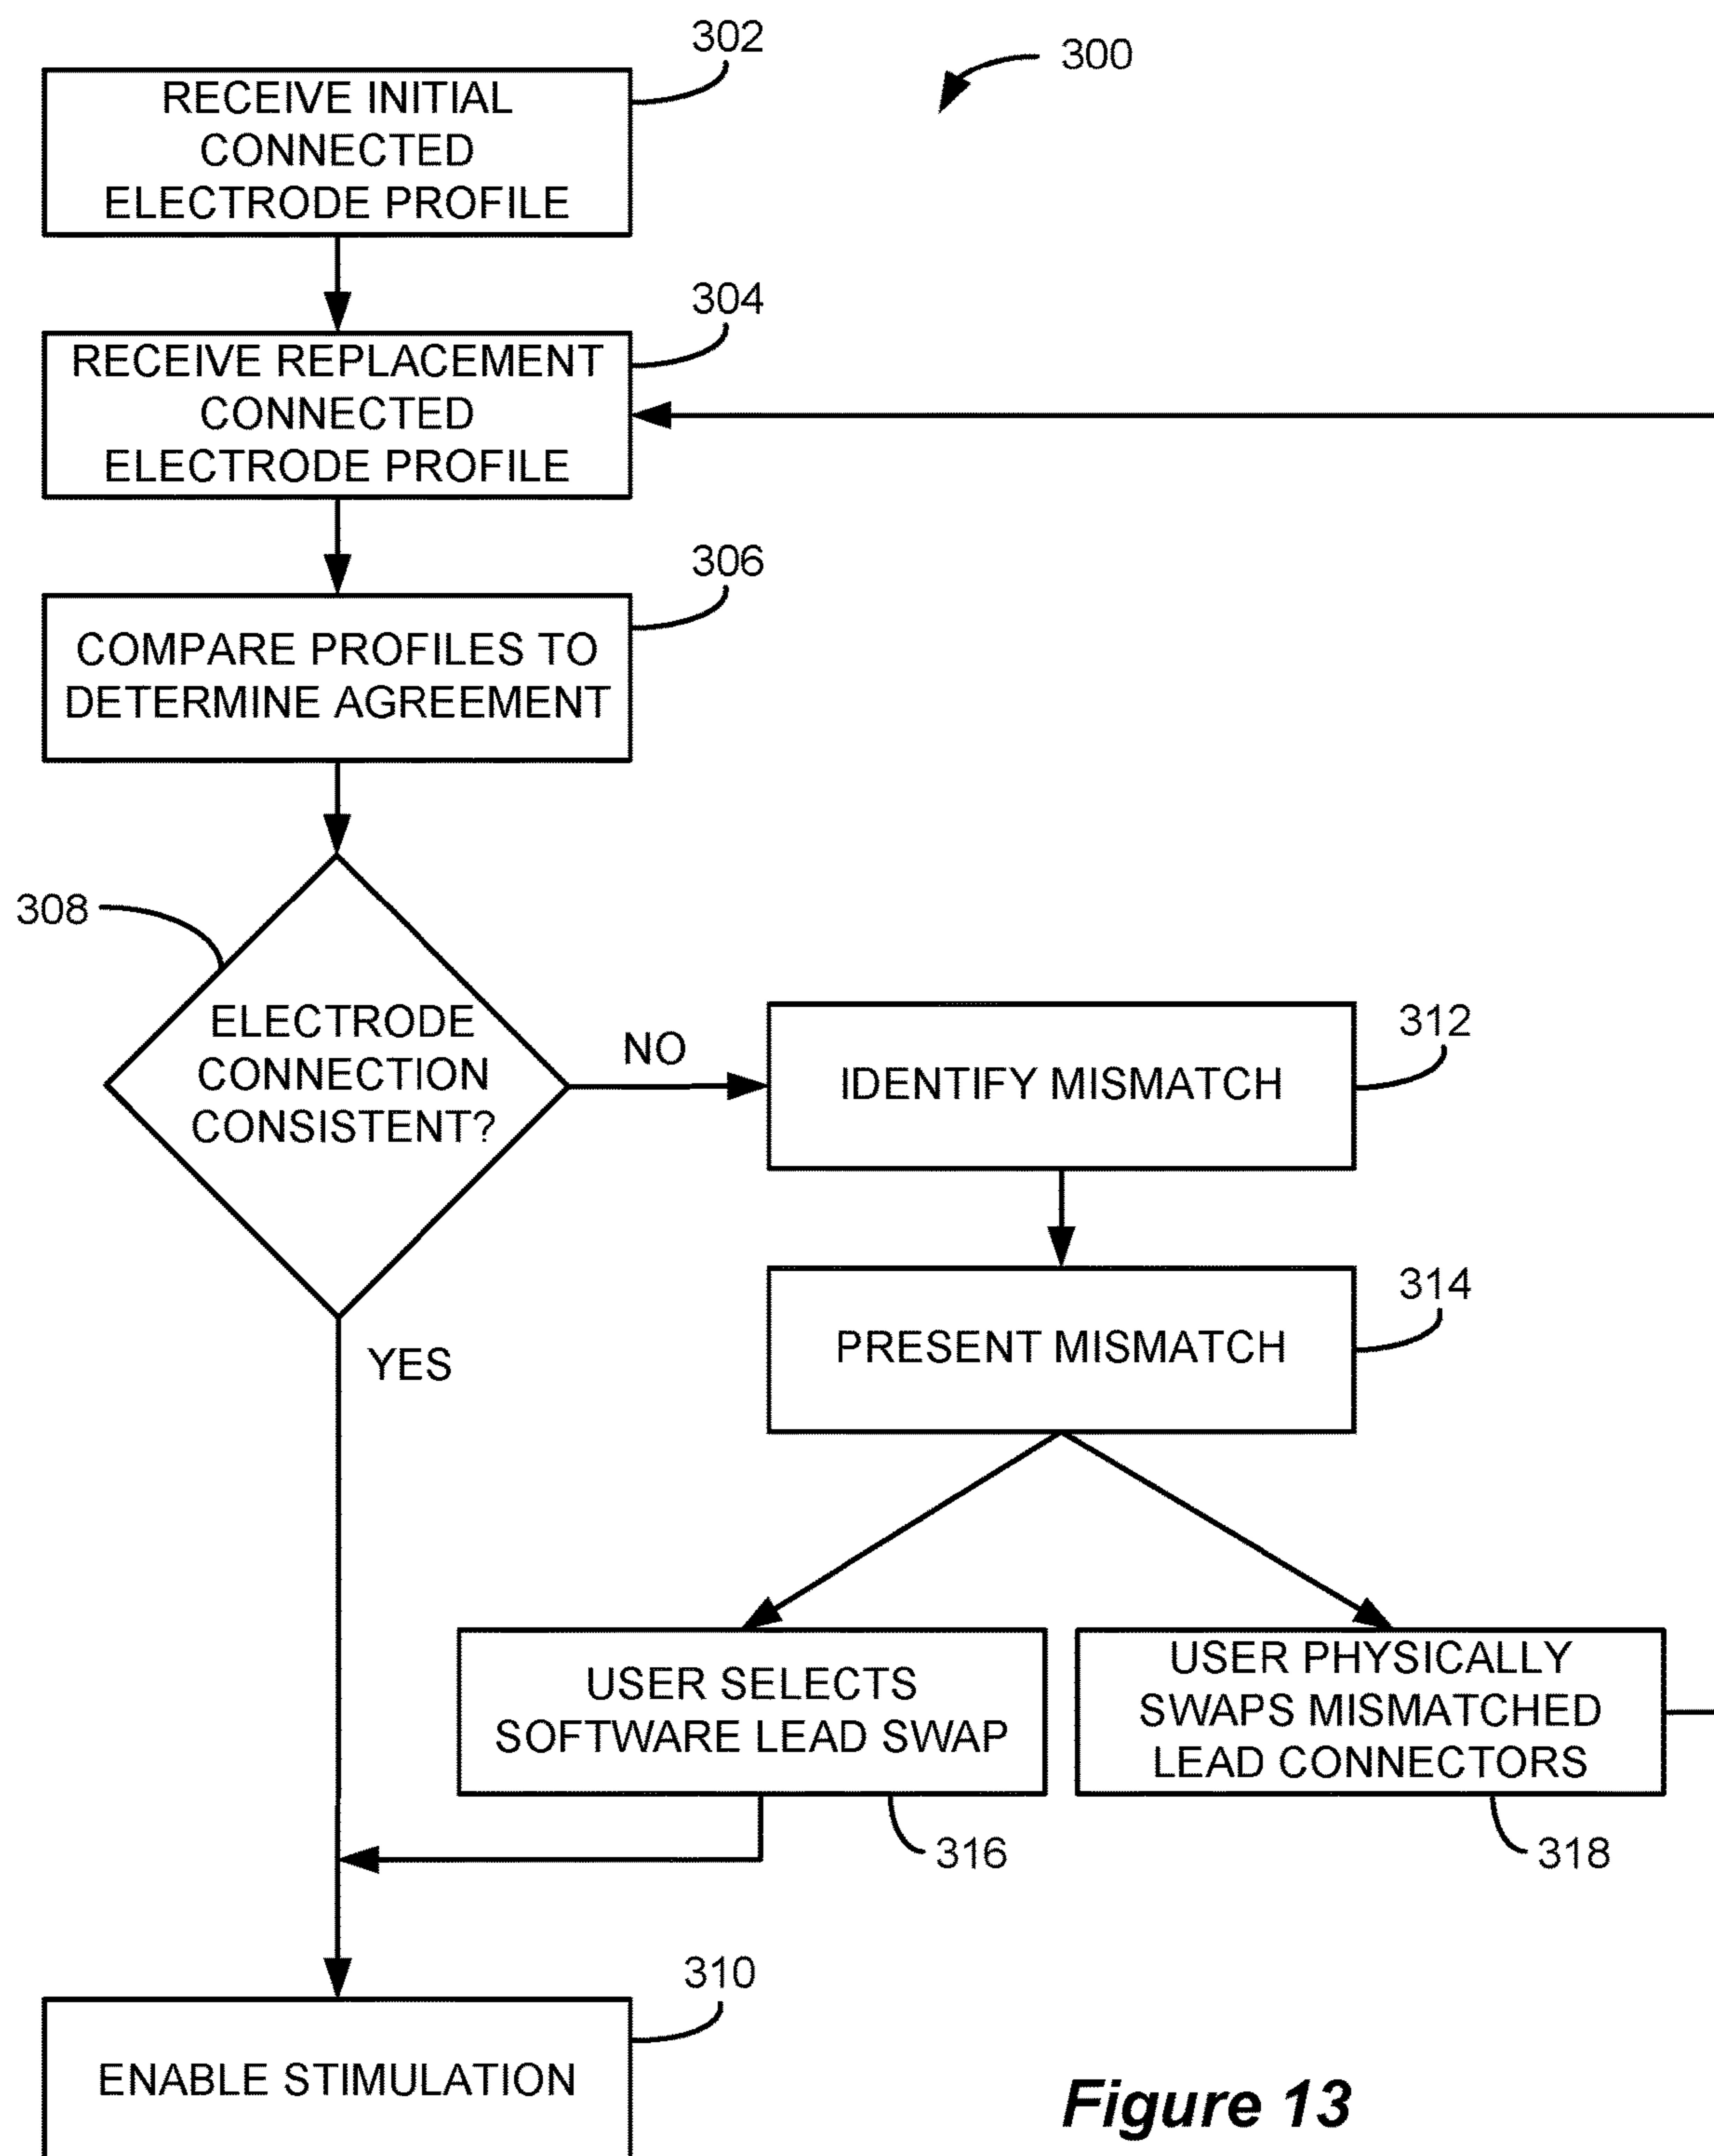 302
300
RECEIVE INITIAL
CONNECTED
ELECTRODE PROFILE
304
RECEIVE REPLACEMENT
CONNECTED
ELECTRODE PROFILE
306
COMPARE PROFILES TO
DETERMINE AGREEMENT
308
ELECTRODE
CONNECTION
CONSISTENT?
NO
312
IDENTIFY MISMATCH
314
PRESENT MISMATCH
YES
USER SELECTS
SOFTWARE LEAD SWAP
316
USER PHYSICALLY
SWAPS MISMATCHED
LEAD CONNECTORS
318
310
ENABLE STIMULATION
Figure 13